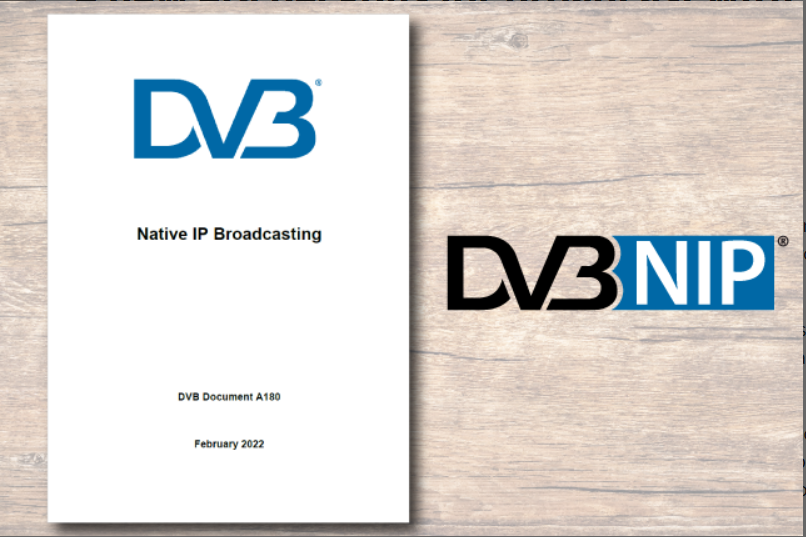 DVB®
Native IP Broadcasting
DVB Document A180
February 2022
DVB NIP®